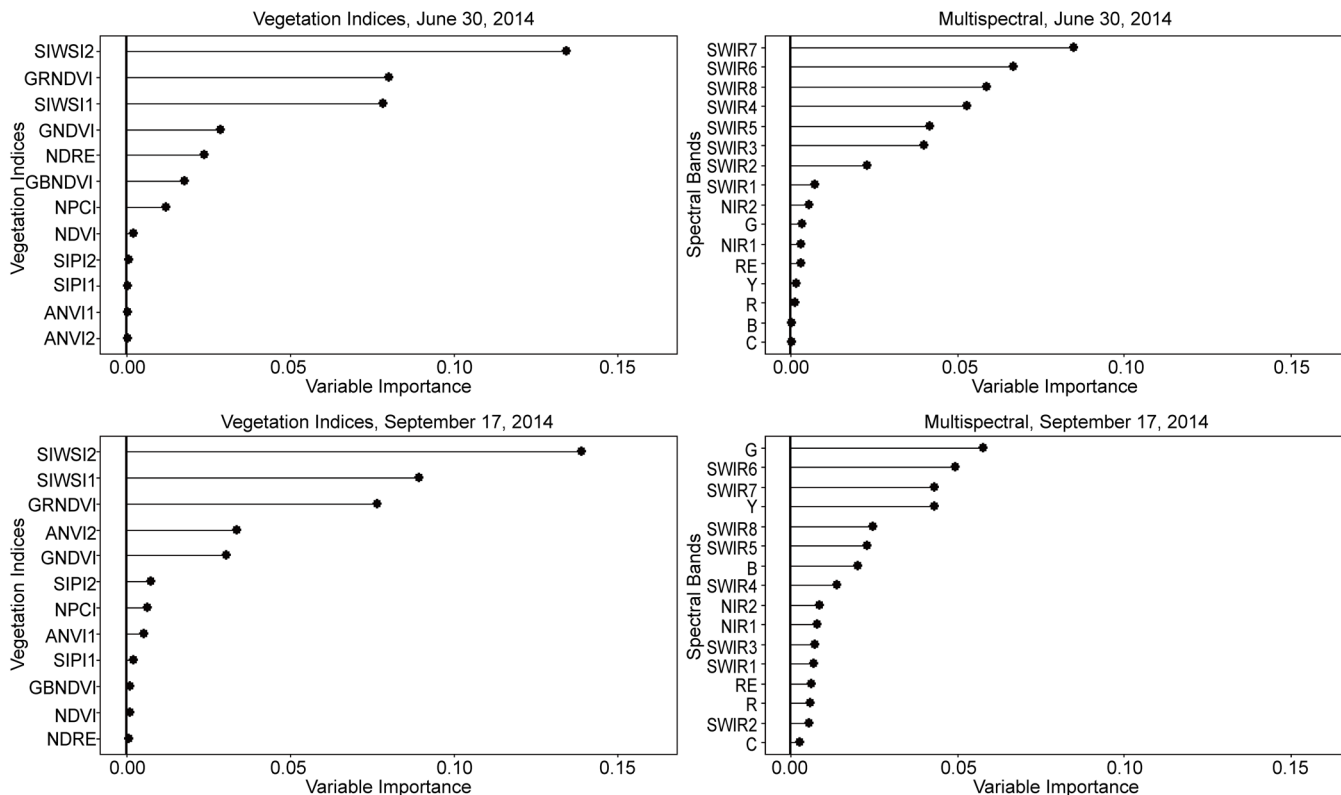 Vegetation Indices, June 30, 2014
Vegetation Indices
SIWSI2
GRNDVI
SIWSI1
GNDVI
NDRE
GBNDVI
NPCI
NDVI
SIPI2
SIPI1
ANVI1
ANVI2
0.00 0.05 0.10 0.15
Variable Importance
Multispectral, June 30, 2014
Spectral Bands
SWIR7
SWIR6
SWIR8
SWIR4
SWIR5
SWIR3
SWIR2
SWIR1
NIR2
G
NIR1
RE
Y
R
B
C
0.00 0.05 0.10 0.15
Variable Importance
Vegetation Indices, September 17, 2014
Vegetation Indices
SIWSI2
SIWSI1
GRNDVI
ANVI2
GNDVI
SIPI2
NPCI
ANVI1
SIPI1
GBNDVI
NDVI
NDRE
0.00 0.05 0.10 0.15
Variable Importance
Multispectral, September 17, 2014
Spectral Bands
G
SWIR6
SWIR7
Y
SWIR8
SWIR5
B
SWIR4
NIR2
NIR1
SWIR3
SWIR1
RE
R
SWIR2
C
0.00 0.05 0.10 0.15
Variable Importance